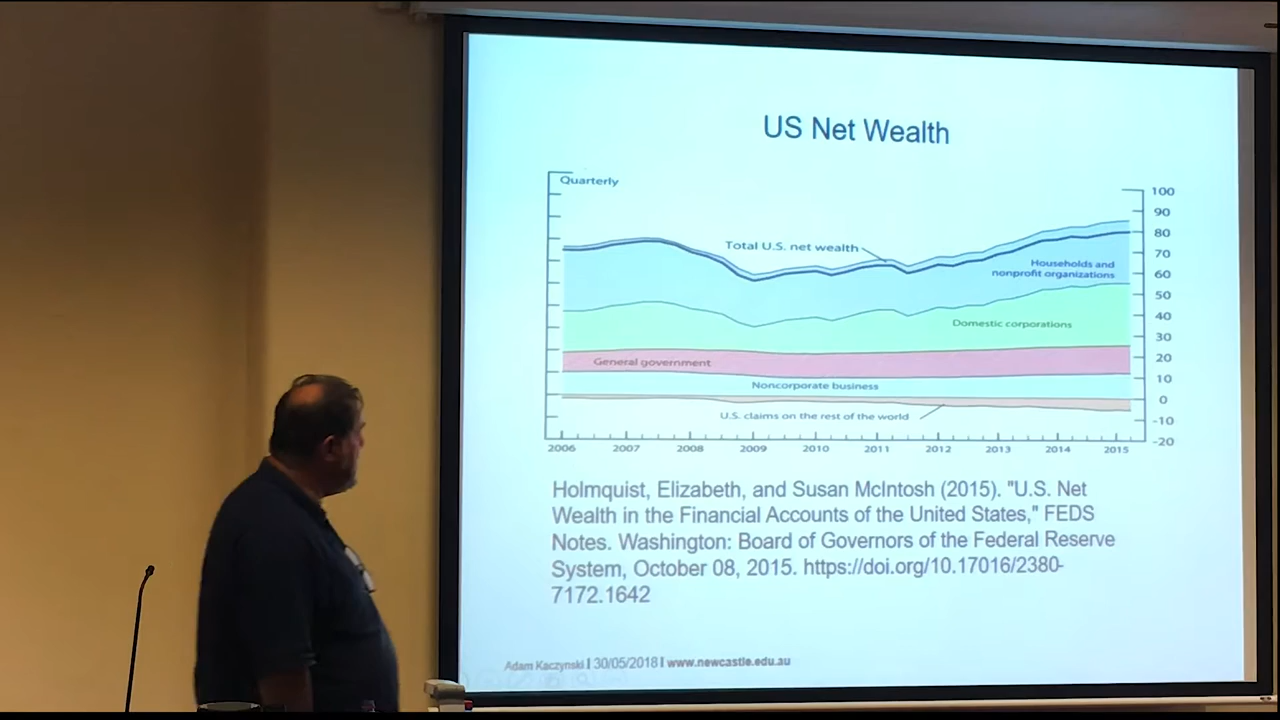 US Net Wealth
Quarterly
100
90
80
70
60
50
40
30
20
10
0
-10
-20
Total U.S. net wealth
Households and
nonprofit organizations
Domestic corporations
General government
Noncorporate business
U.S. claims on the rest of the world
2006 2007 2008 2009 2010 2011 2012 2013 2014 2015
Holmquist, Elizabeth, and Susan McIntosh (2015). "U.S. Net
Wealth in the Financial Accounts of the United States," FEDS
Notes. Washington: Board of Governors of the Federal Reserve
System, October 08, 2015. https://doi.org/10.17016/2380-
7172.1642
Adam Kaczynski I 30/05/2018 I www.newcastle.edu.au